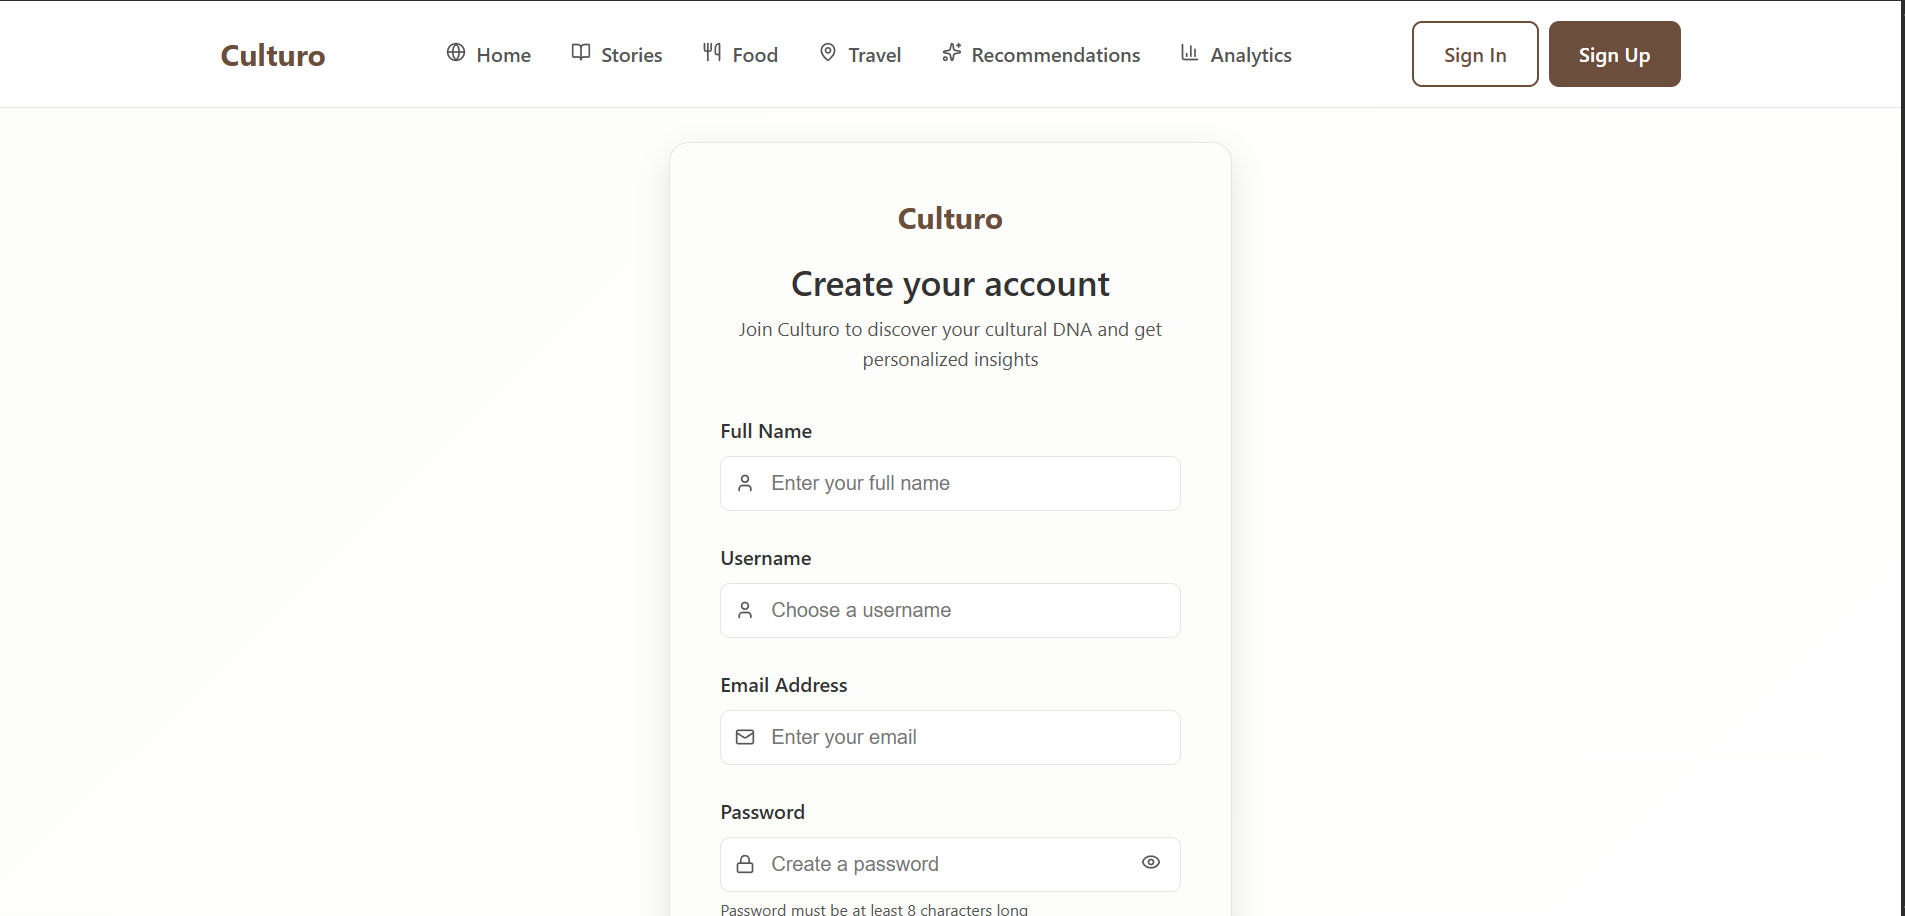 Culturo
Home
Stories
Food
Travel
Recommendations
Analytics
Sign In
Sign Up
Culturo
Create your account
Join Culturo to discover your cultural DNA and get
personalized insights
Full Name
Enter your full name
Username
Choose a username
Email Address
Enter your email
Password
Create a password
Password must be at least 8 characters long